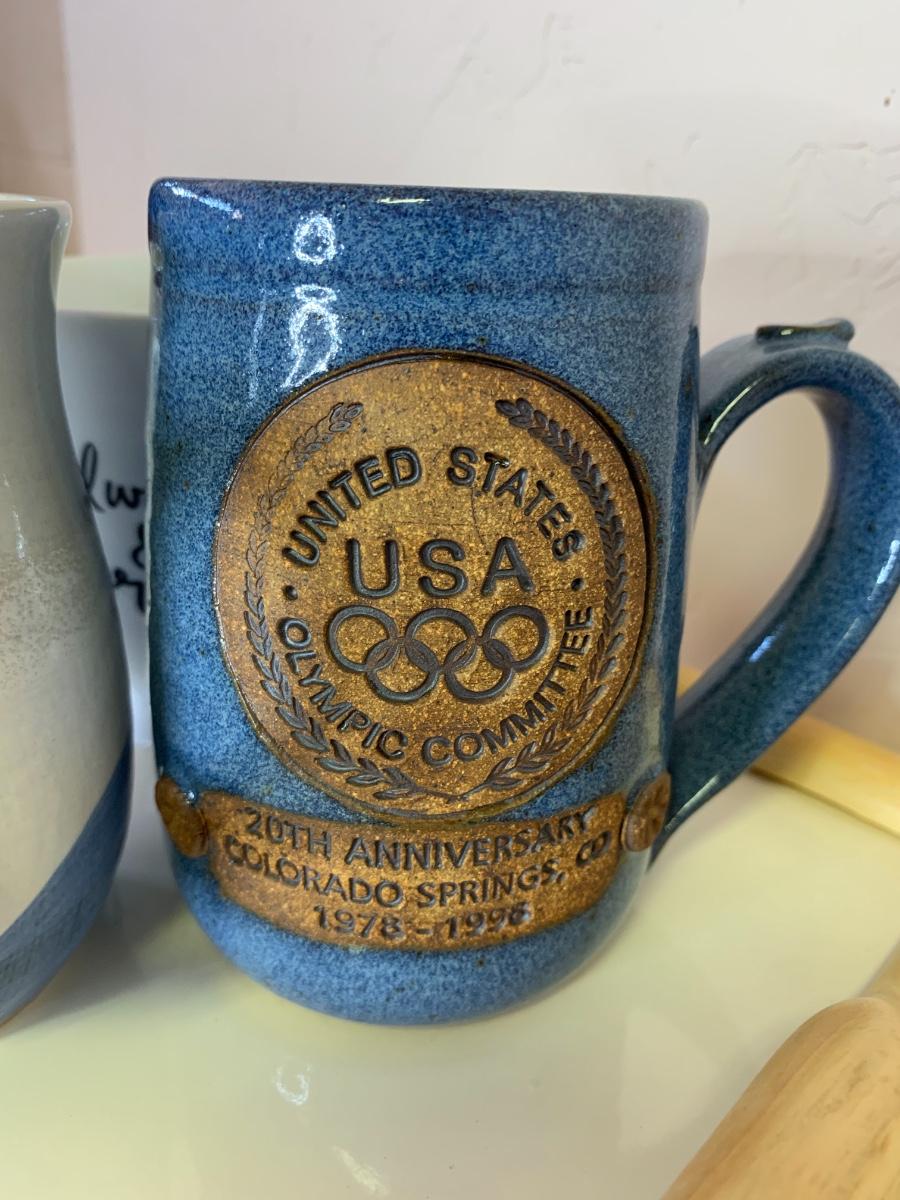 UNITED STATES
USA
OLYMPIC COMMITTEE
20TH ANNIVERSARY
COLORADO SPRINGS, CO
1978 - 1998